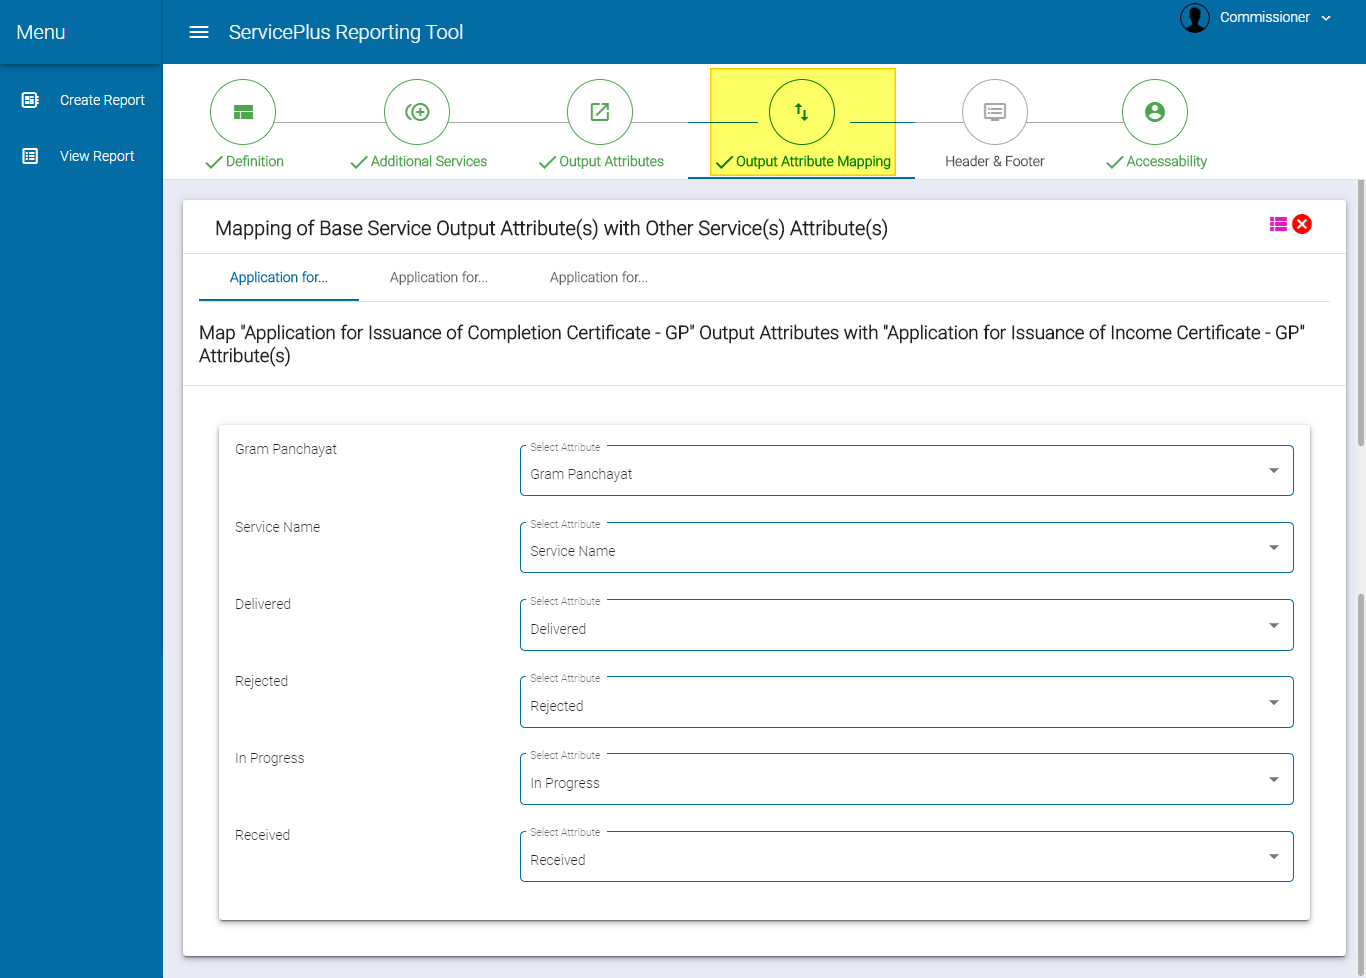 Menu
ServicePlus Reporting Tool
Commissioner
Create Report
View Report
Definition
Additional Services
Output Attributes
Output Attribute Mapping
Header & Footer
Accessability
Mapping of Base Service Output Attribute(s) with Other Service(s) Attribute(s)
Application for...
Application for...
Application for...
Map "Application for Issuance of Completion Certificate - GP" Output Attributes with "Application for Issuance of Income Certificate - GP"
Attribute(s)
Gram Panchayat
Select Attribute
Gram Panchayat
Service Name
Select Attribute
Service Name
Delivered
Select Attribute
Delivered
Rejected
Select Attribute
Rejected
In Progress
Select Attribute
In Progress
Received
Select Attribute
Received